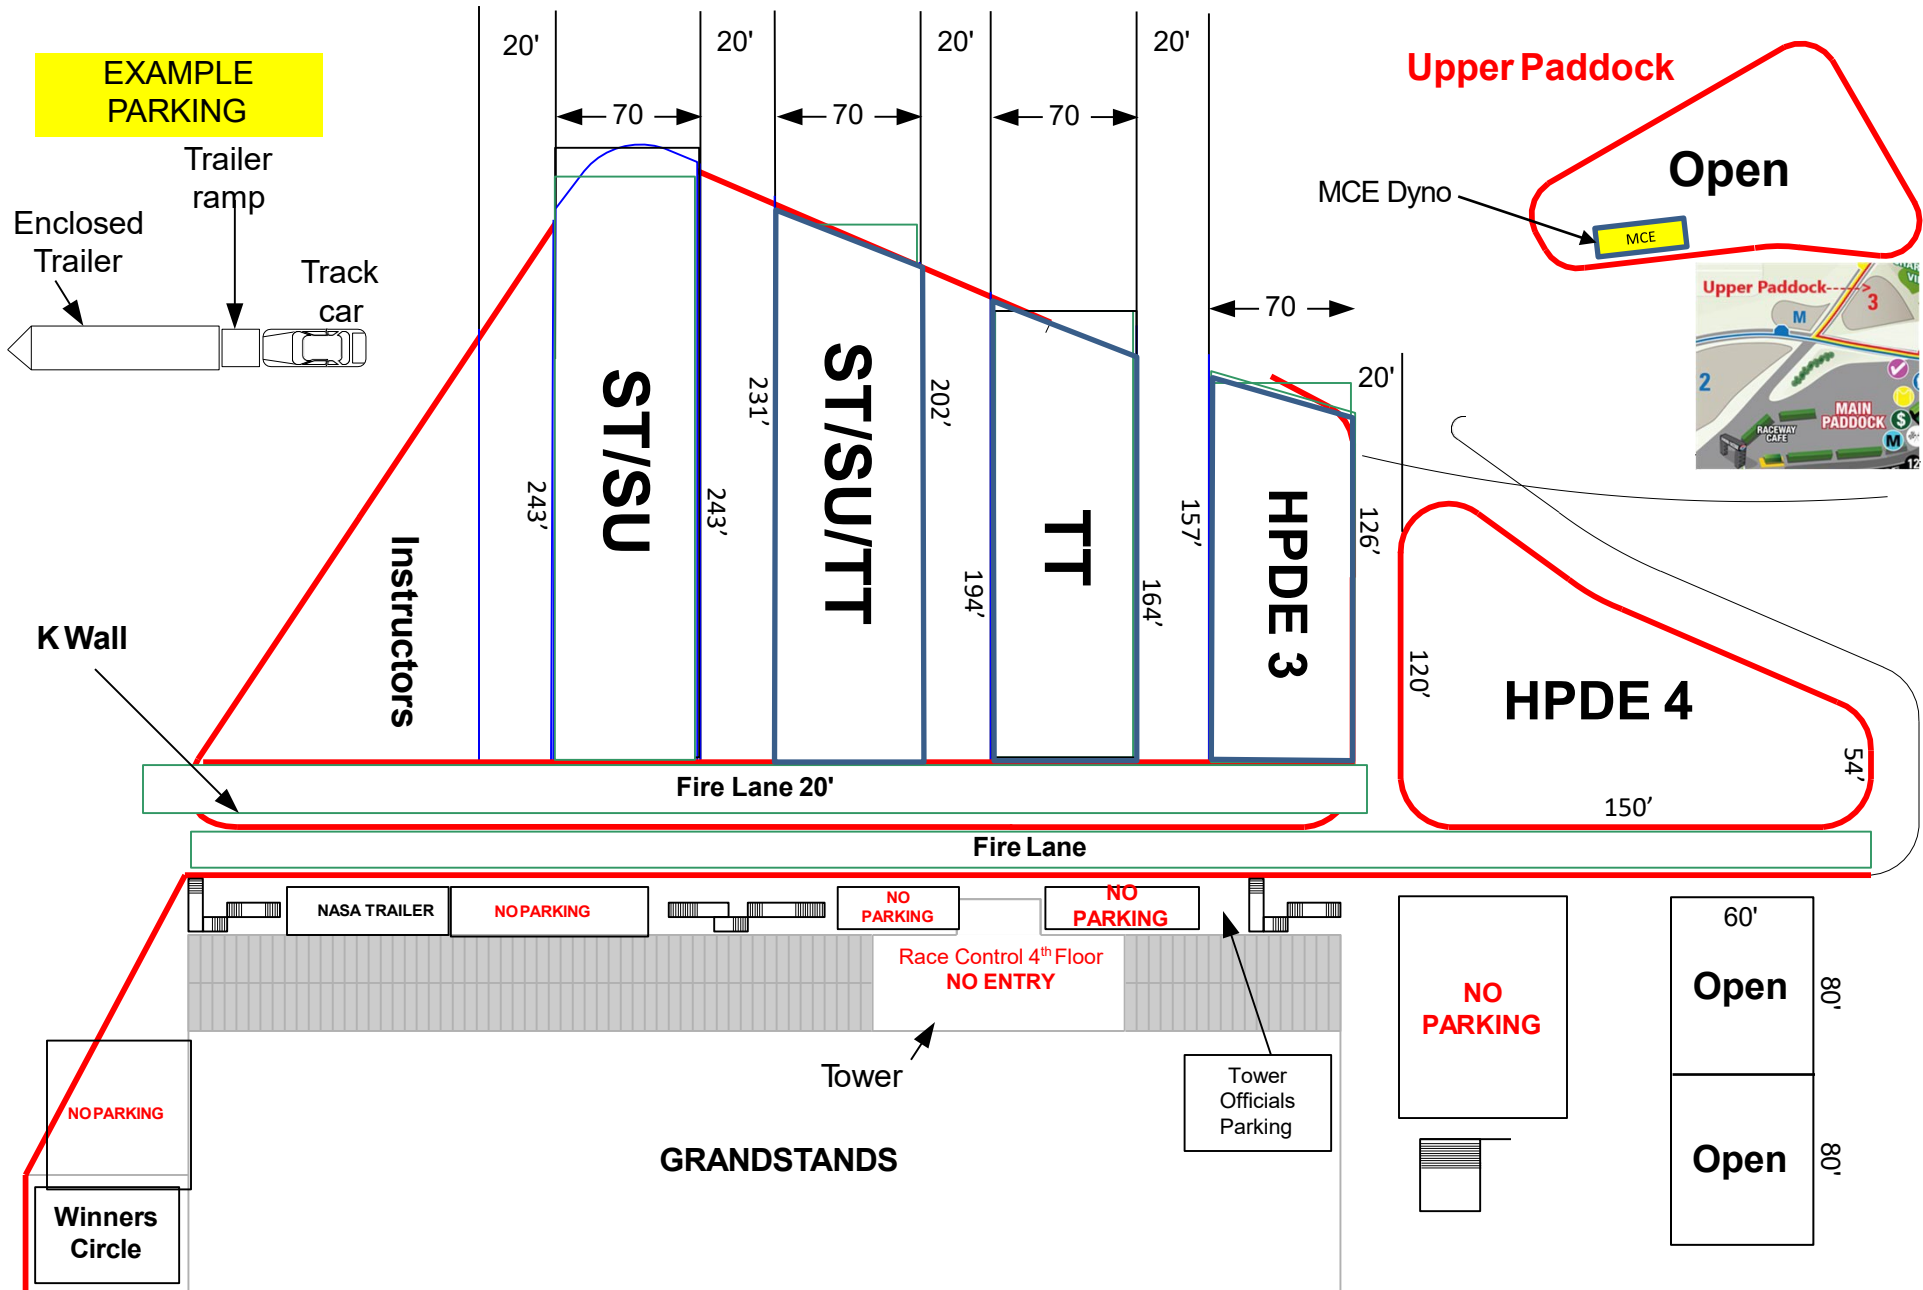 EXAMPLE
PARKING
Trailer
ramp
Enclosed
Trailer
Track
car
20'
20'
20'
20'
70
70
70
70
20'
Upper Paddock
Open
MCE Dyno
MCE
Upper Paddock----->
3
M
2
MAIN
PADDOCK
RACEWAY
CAFE
$
M
12
Instructors
243'
ST/SU
243'
231'
ST/SU/TT
202'
194'
TT
164'
157'
HPDE 3
126'
120'
HPDE 4
54'
150'
K Wall
Fire Lane 20'
Fire Lane
NASA TRAILER
NO PARKING
NO
PARKING
NO
PARKING
Race Control 4th Floor
NO ENTRY
Tower
Tower
Officials
Parking
NO
PARKING
60'
Open
80'
Open
80'
NO PARKING
Winners
Circle
GRANDSTANDS